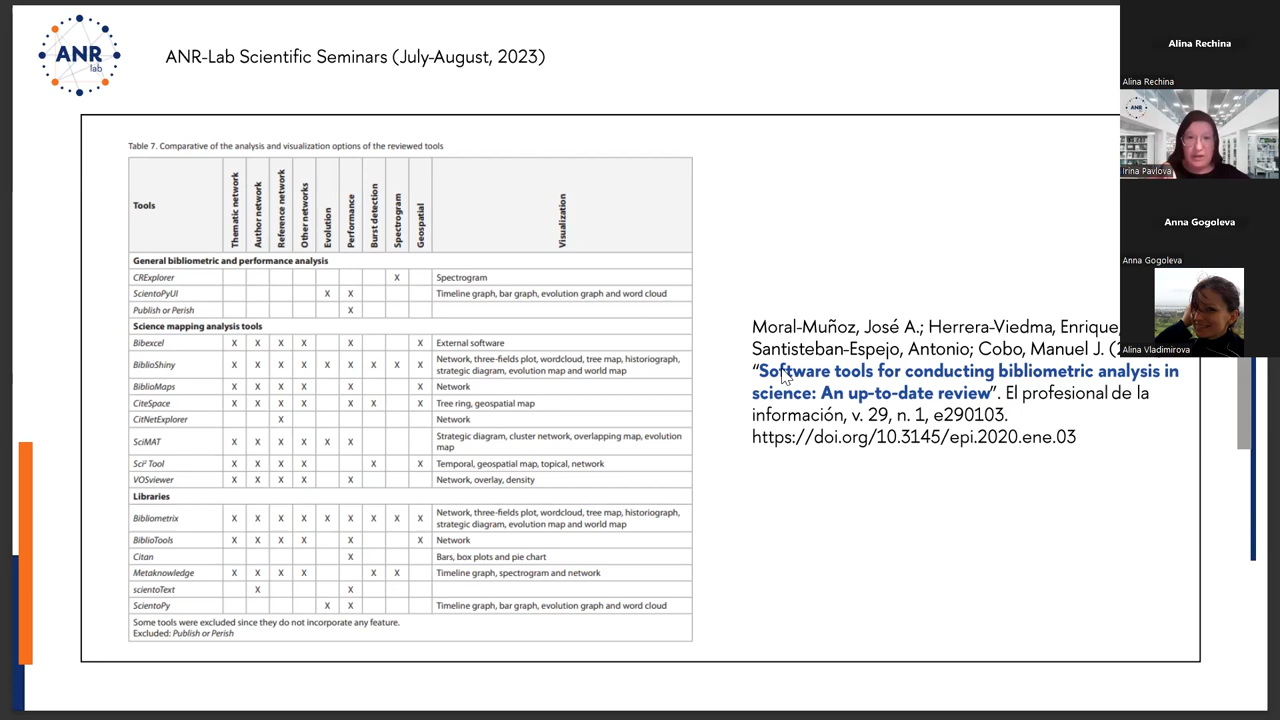 ANR
lab
ANR-Lab Scientific Seminars (July-August, 2023)
Table 7. Comparative of the analysis and visualization options of the reviewed tools
Tools Thematic network Author network Reference network Other networks Evolution Performance Burst detection Spectrogram Geospatial Visualization
General bibliometric and performance analysis
CRExplorer X Spectrogram
ScientoPyUI X X Timeline graph, bar graph, evolution graph and word cloud
Publish or Perish X
Science mapping analysis tools
Bibexcel X X X X X X External software
BiblioShiny X X X X X X X X X Network, three-fields plot, wordcloud, tree map, historiograph,
strategic diagram, evolution map and world map
BiblioMaps X X X X X X Network
CiteSpace X X X X X X X Tree ring, geospatial map
CitNetExplorer X Network
SciMAT X X X X X X Strategic diagram, cluster network, overlapping map, evolution
map
Sci² Tool X X X X X X Temporal, geospatial map, topical, network
VOSviewer X X X X X Network, overlay, density
Libraries
Bibliometrix X X X X X X X X X Network, three-fields plot, wordcloud, tree map, historiograph,
strategic diagram, evolution map and world map
BiblioTools X X X X X X Network
Citan X Bars, box plots and pie chart
Metaknowledge X X X X X X Timeline graph, spectrogram and network
scientoText X X
ScientoPy X X Timeline graph, bar graph, evolution graph and word cloud
Some tools were excluded since they do not incorporate any feature.
Excluded: Publish or Perish
Moral-Muñoz, José A.; Herrera-Viedma, Enrique
Santisteban-Espejo, Antonio; Cobo, Manuel J. (
“Software tools for conducting bibliometric analysis in
science: An up-to-date review”. El profesional de la
información, v. 29, n. 1, e290103.
https://doi.org/10.3145/epi.2020.ene.03
Alina Rechina
Alina Rechina
ANR
Irina Pavlova
Anna Gogoleva
Anna Gogoleva
Alina Vladimirova